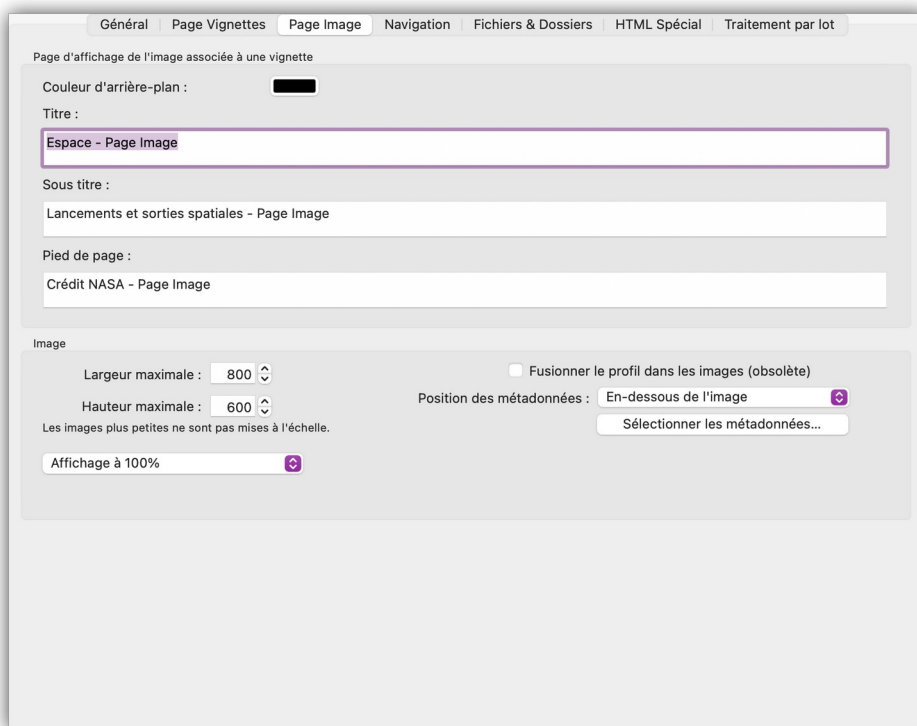 Général Page Vignettes Page Image Navigation Fichiers & Dossiers HTML Spécial Traitement par lot
Page d'affichage de l'image associée à une vignette
Couleur d'arrière-plan :
Titre :
Espace - Page Image
Sous titre :
Lancements et sorties spatiales - Page Image
Pied de page :
Crédit NASA - Page Image
Image
Largeur maximale : 800
Hauteur maximale : 600
Les images plus petites ne sont pas mises à l'échelle.
Affichage à 100%
Fusionner le profil dans les images (obsolète)
Position des métadonnées : En-dessous de l'image
Sélectionner les métadonnées...